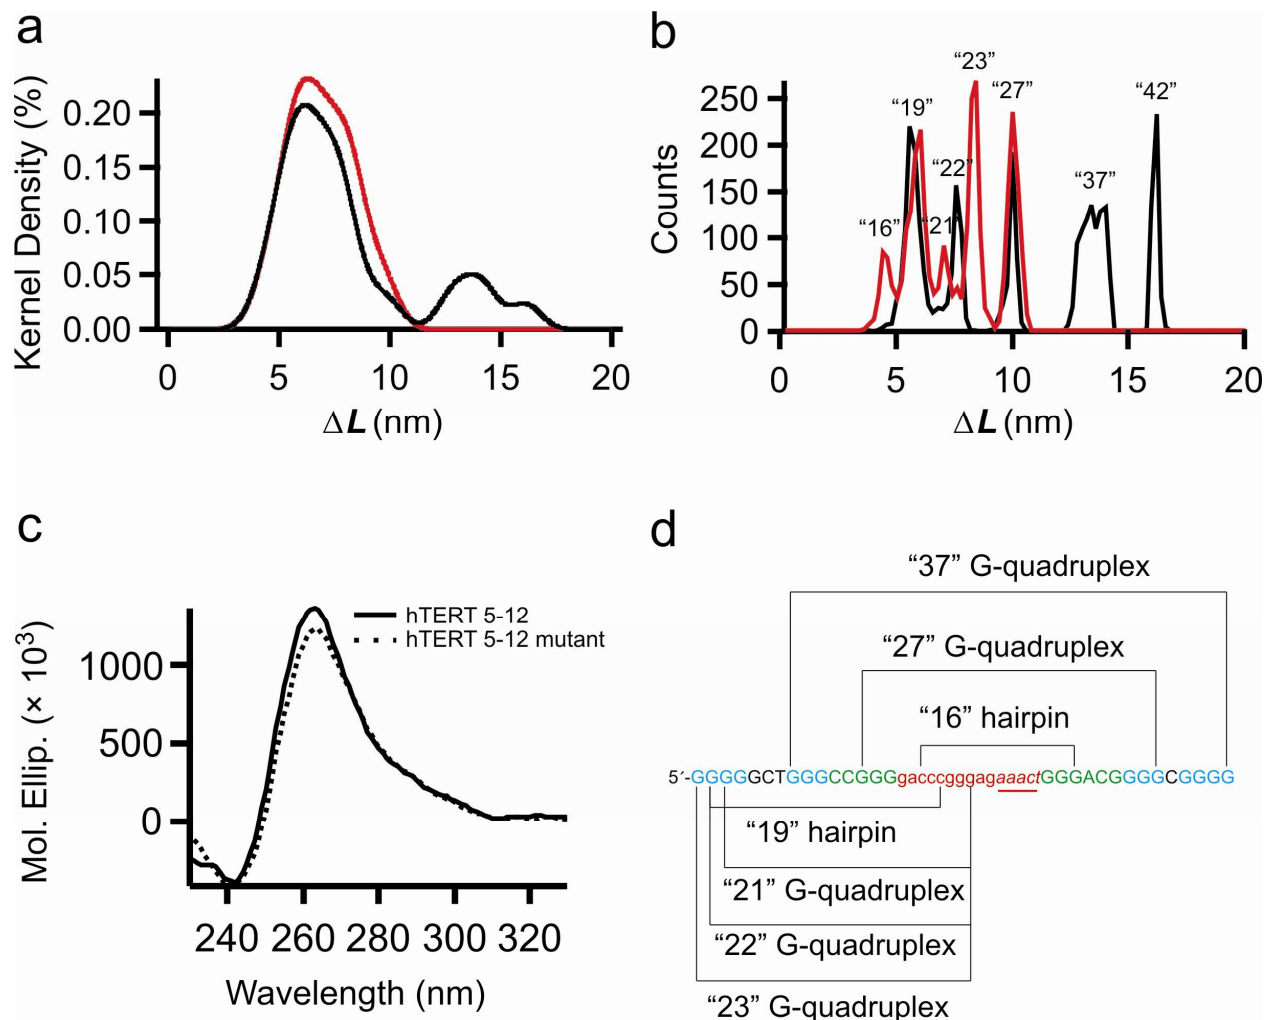 a
Kernel Density (%)
0.20
0.15
0.10
0.05
0.00
0 5 10 15 20
ΔL (nm)
b
Counts
250
200
150
100
50
0
“16”
“19”
“21”
“22”
“23”
“27”
“37”
“42”
0 5 10 15 20
ΔL (nm)
c
Mol. Ellip. (× 10³)
1000
500
0
hTERT 5-12
hTERT 5-12 mutant
240 260 280 300 320
Wavelength (nm)
d
“37” G-quadruplex
“27” G-quadruplex
“16” hairpin
5′-GGGGGCTGGGCCGGGgacccgggagaaactGGGACGGGGCGGGG
“19” hairpin
“21” G-quadruplex
“22” G-quadruplex
“23” G-quadruplex